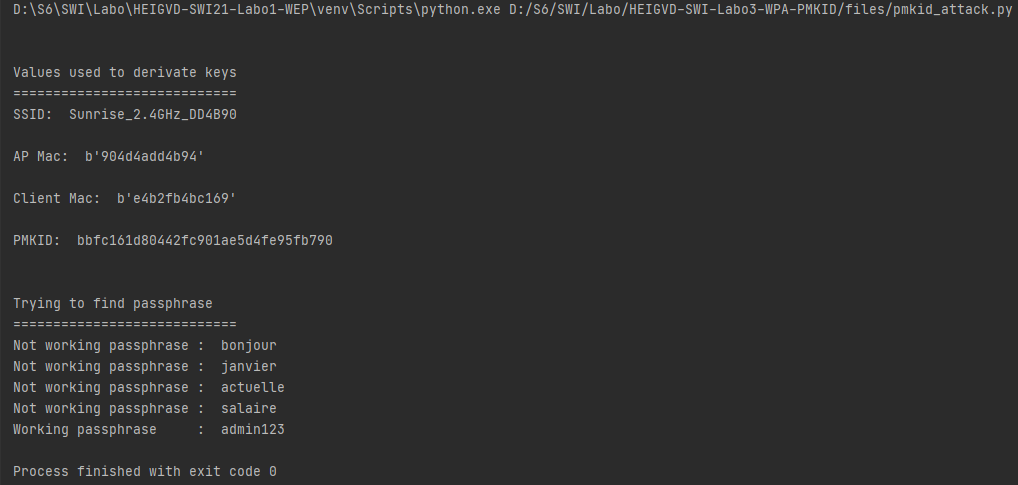 D:\S6\SWI\Labo\HEIGVD-SWI21-Labo1-WEP\venv\Scripts\python.exe D:/S6/SWI/Labo/HEIGVD-SWI-Labo3-WPA-PMKID/files/pmkid_attack.py
Values used to derivate keys
============================
SSID:  Sunrise_2.4GHz_DD4B90
AP Mac:  b'904d4add4b94'
Client Mac:  b'e4b2fb4bc169'
PMKID:  bbfc161d80442fc901ae5d4fe95fb790
Trying to find passphrase
============================
Not working passphrase :  bonjour
Not working passphrase :  janvier
Not working passphrase :  actuelle
Not working passphrase :  salaire
Working passphrase     :  admin123
Process finished with exit code 0